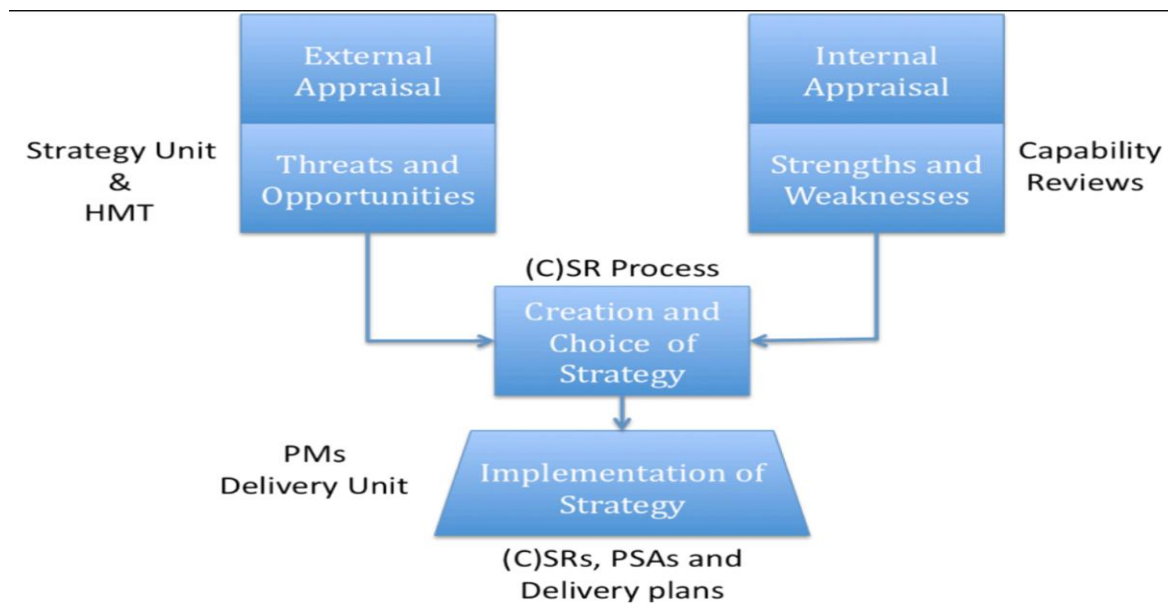 External
Appraisal
Internal
Appraisal
Strategy Unit
&
HMT
Threats and
Opportunities
Strengths and
Weaknesses
Capability
Reviews
(C)SR Process
Creation and
Choice of
Strategy
PMs
Delivery Unit
Implementation of
Strategy
(C)SRs, PSAs and
Delivery plans